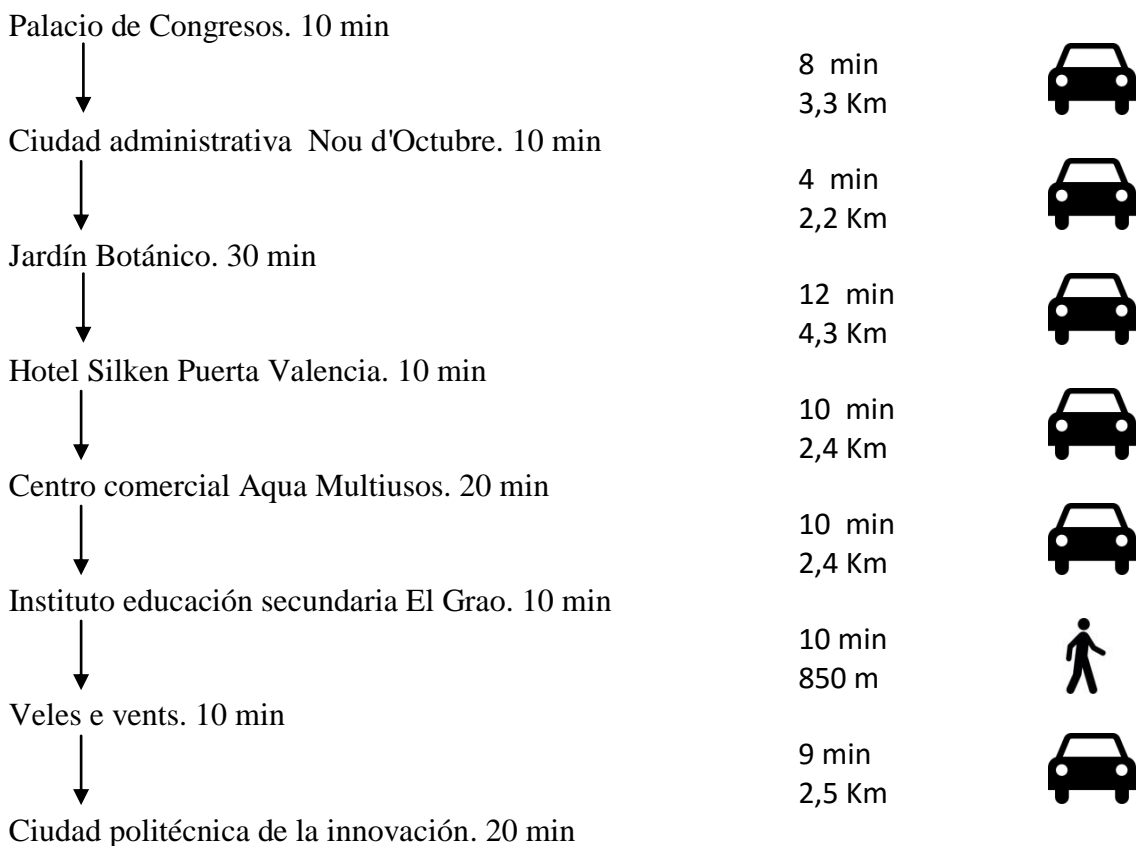 Palacio de Congresos. 10 min
8 min
3,3 Km
Ciudad administrativa Nou d'Octubre. 10 min
4 min
2,2 Km
Jardín Botánico. 30 min
12 min
4,3 Km
Hotel Silken Puerta Valencia. 10 min
10 min
2,4 Km
Centro comercial Aqua Multiusos. 20 min
10 min
2,4 Km
Instituto educación secundaria El Grao. 10 min
10 min
850 m
Veles e vents. 10 min
9 min
2,5 Km
Ciudad politécnica de la innovación. 20 min